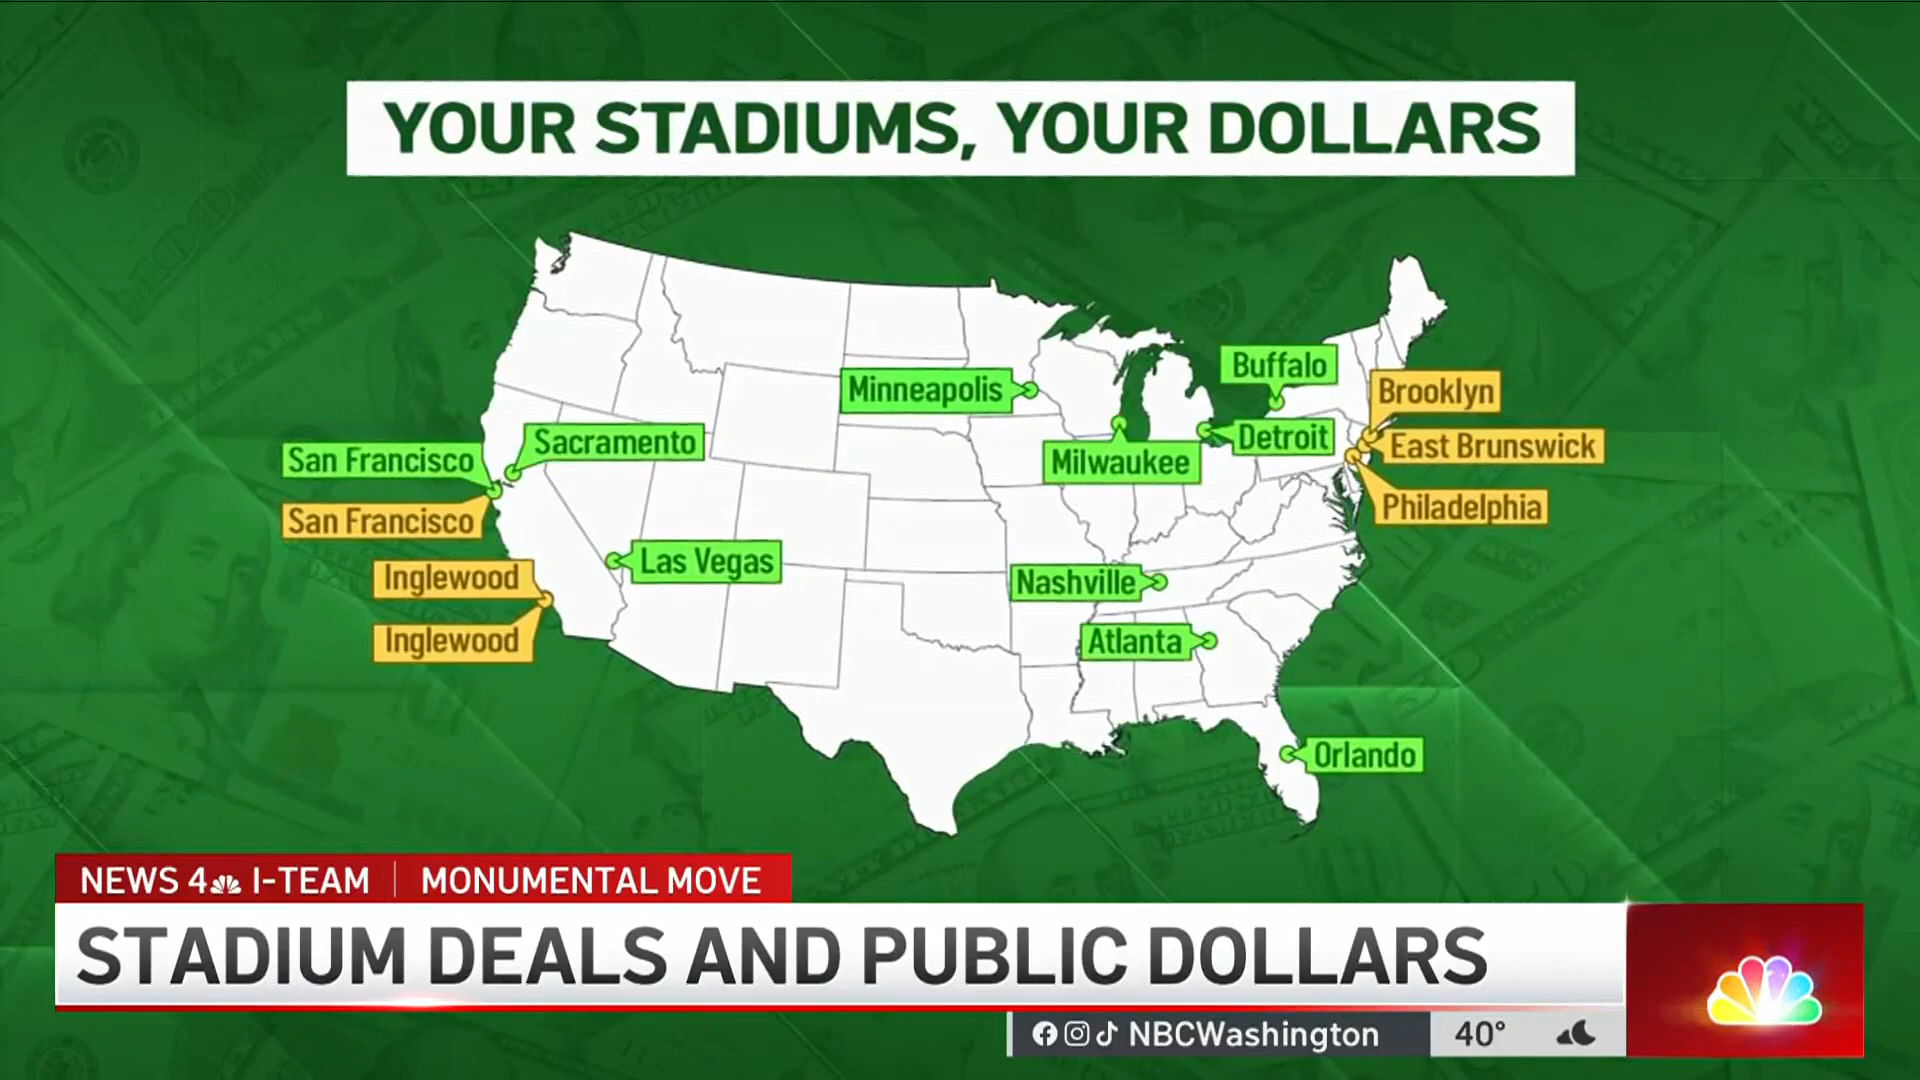 YOUR STADIUMS, YOUR DOLLARS
Buffalo
Minneapolis
Brooklyn
Sacramento
Detroit
East Brunswick
San Francisco
Milwaukee
San Francisco
Philadelphia
Las Vegas
Inglewood
Nashville
Inglewood
Atlanta
Orlando
NEWS 4 I-TEAM | MONUMENTAL MOVE
STADIUM DEALS AND PUBLIC DOLLARS
NBCWashington 40°